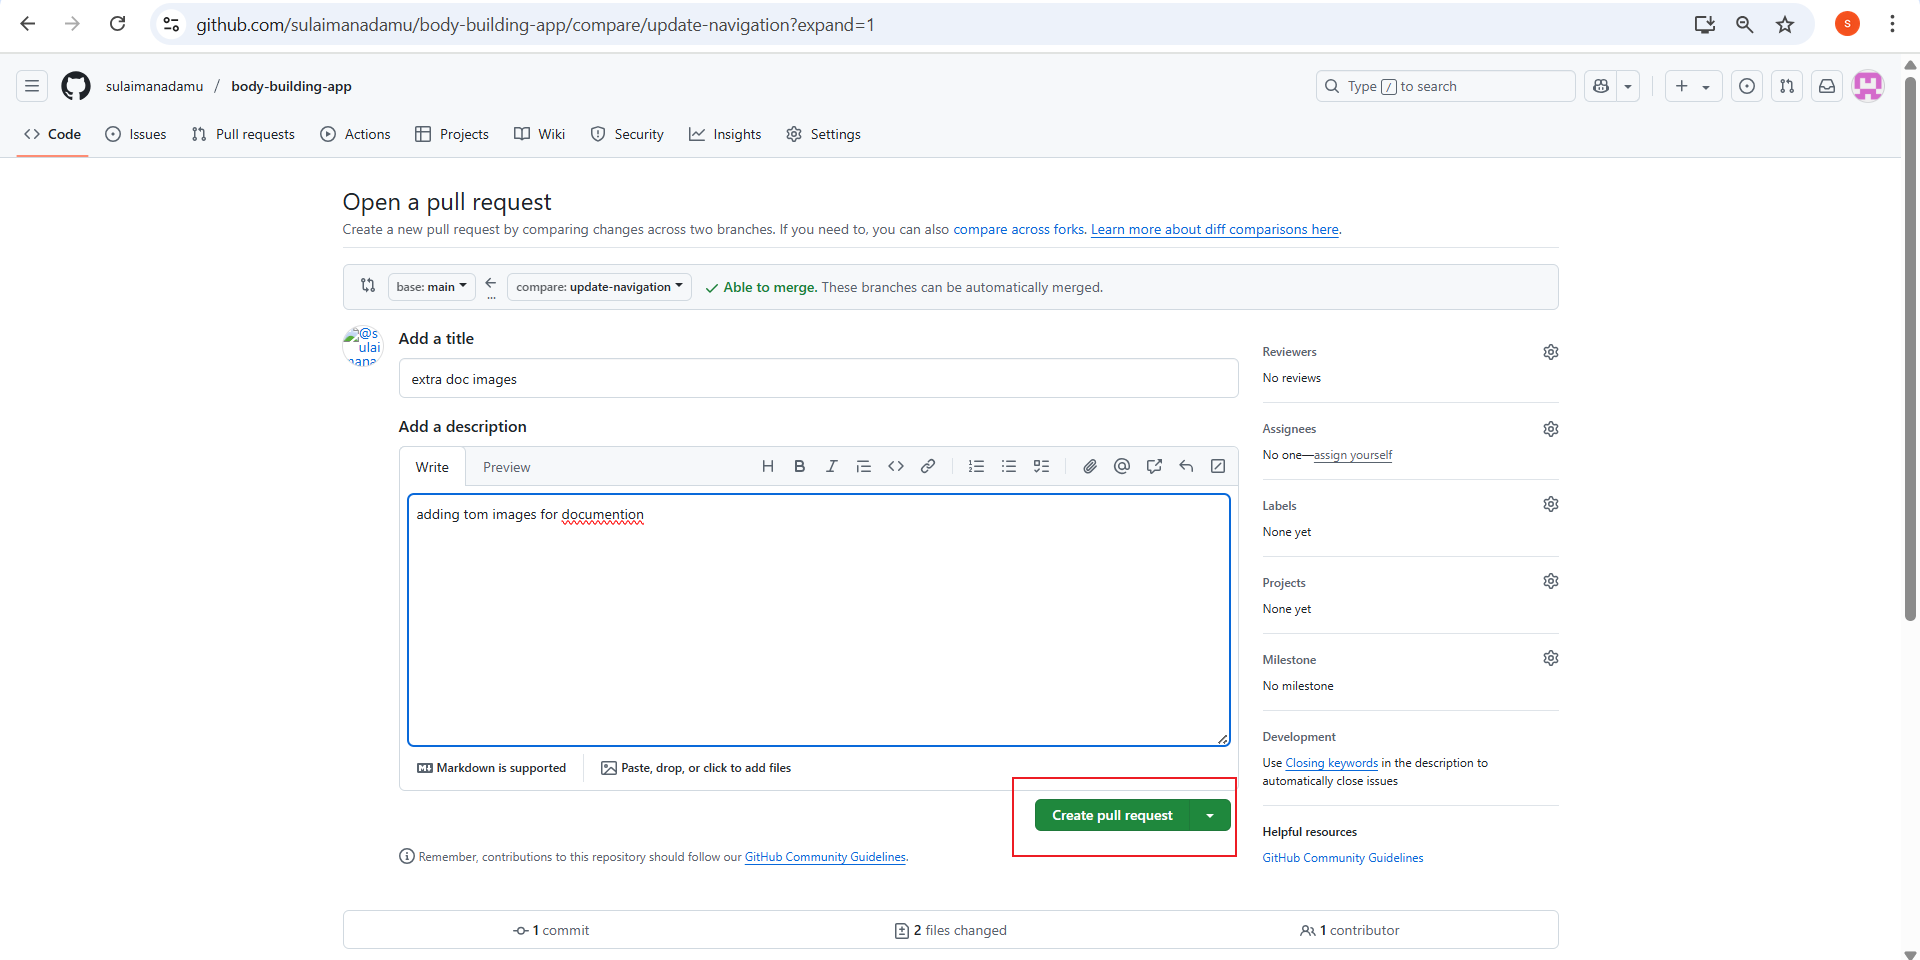 github.com/sulaimanadamu/body-building-app/compare/update-navigation?expand=1
S
sulaimanadamu / body-building-app
Type / to search
Code Issues Pull requests Actions Projects Wiki Security Insights Settings
Open a pull request
Create a new pull request by comparing changes across two branches. If you need to, you can also compare across forks. Learn more about diff comparisons here.
base: main ← ... compare: update-navigation ✓ Able to merge. These branches can be automatically merged.
@s
ulai
mana
Add a title
extra doc images
Add a description
Write Preview
adding tom images for documention
Markdown is supported
Paste, drop, or click to add files
Create pull request
Remember, contributions to this repository should follow our GitHub Community Guidelines.
Reviewers
No reviews
Assignees
No one—assign yourself
Labels
None yet
Projects
None yet
Milestone
No milestone
Development
Use Closing keywords in the description to
automatically close issues
Helpful resources
GitHub Community Guidelines
1 commit
2 files changed
1 contributor